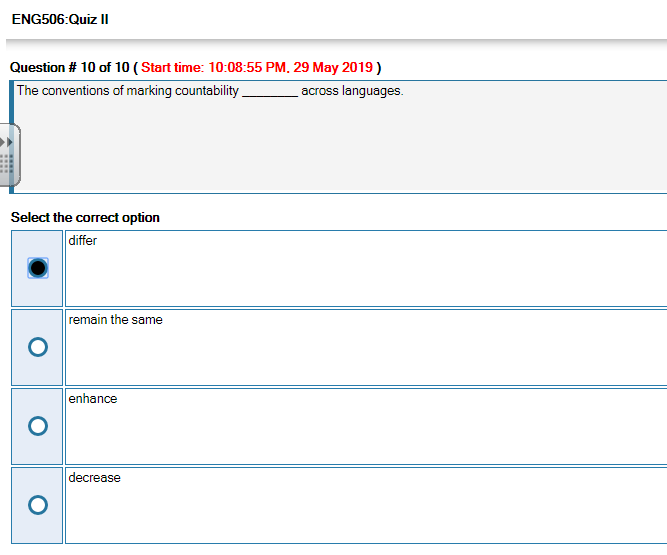 ENG506:Quiz II
Question # 10 of 10 ( Start time: 10:08:55 PM, 29 May 2019 )
The conventions of marking countability ________ across languages.
Select the correct option
differ
remain the same
enhance
decrease